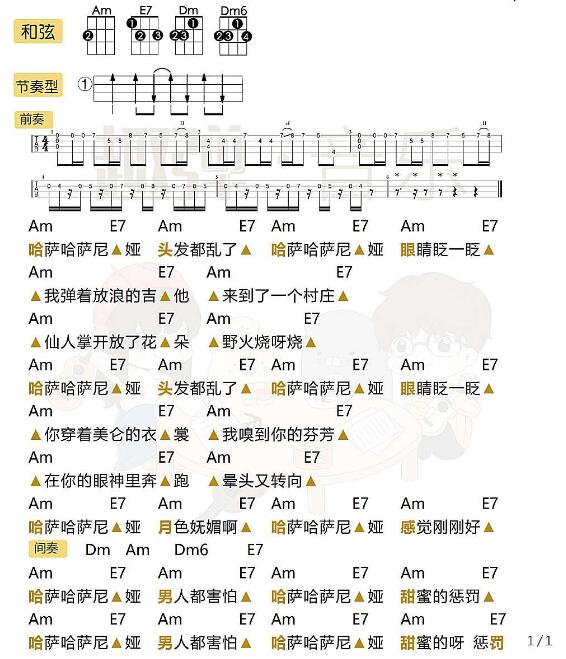 和弦 Am E7 Dm Dm6
节奏型 ①
前奏
Am E7 Am E7 Am E7 Am E7
哈萨哈萨尼▲娅 头发都乱了▲ 哈萨哈萨尼▲娅 眼睛眨一眨▲
Am E7 Am E7
▲我弹着放浪的吉▲他 ▲来到了一个村庄▲
Am E7 Am E7
▲仙人掌开放了花▲朵 ▲野火烧呀烧▲
Am E7 Am E7 Am E7 Am E7
哈萨哈萨尼▲娅 头发都乱了▲ 哈萨哈萨尼▲娅 眼睛眨一眨▲
Am E7 Am E7
▲你穿着美仑的衣▲裳 ▲我嗅到你的芬芳▲
Am E7 Am E7
▲在你的眼神里奔▲跑 ▲晕头又转向▲
Am E7 Am E7 Am E7 Am E7
哈萨哈萨尼▲娅 月色妩媚啊▲ 哈萨哈萨尼▲娅 感觉刚刚好▲
间奏 Dm Am Dm6 E7
Am E7 Am E7 Am E7 Am E7
哈萨哈萨尼▲娅 男人都害怕▲ 哈萨哈萨尼▲娅 甜蜜的惩罚▲
Am E7 Am E7 Am E7 Am E7
哈萨哈萨尼▲娅 男人都害怕▲ 哈萨哈萨尼▲娅 甜蜜的呀 惩罚 1/1